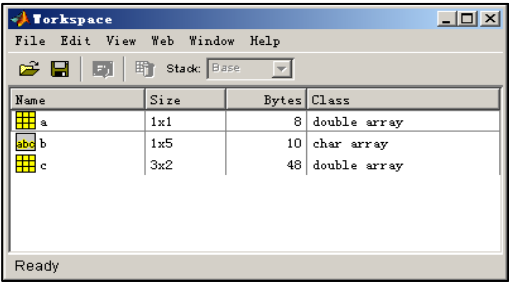 Workspace
File Edit View Web Window Help
Stack: Base
Name Size Bytes Class
a 1x1 8 double array
abc b 1x5 10 char array
c 3x2 48 double array
Ready